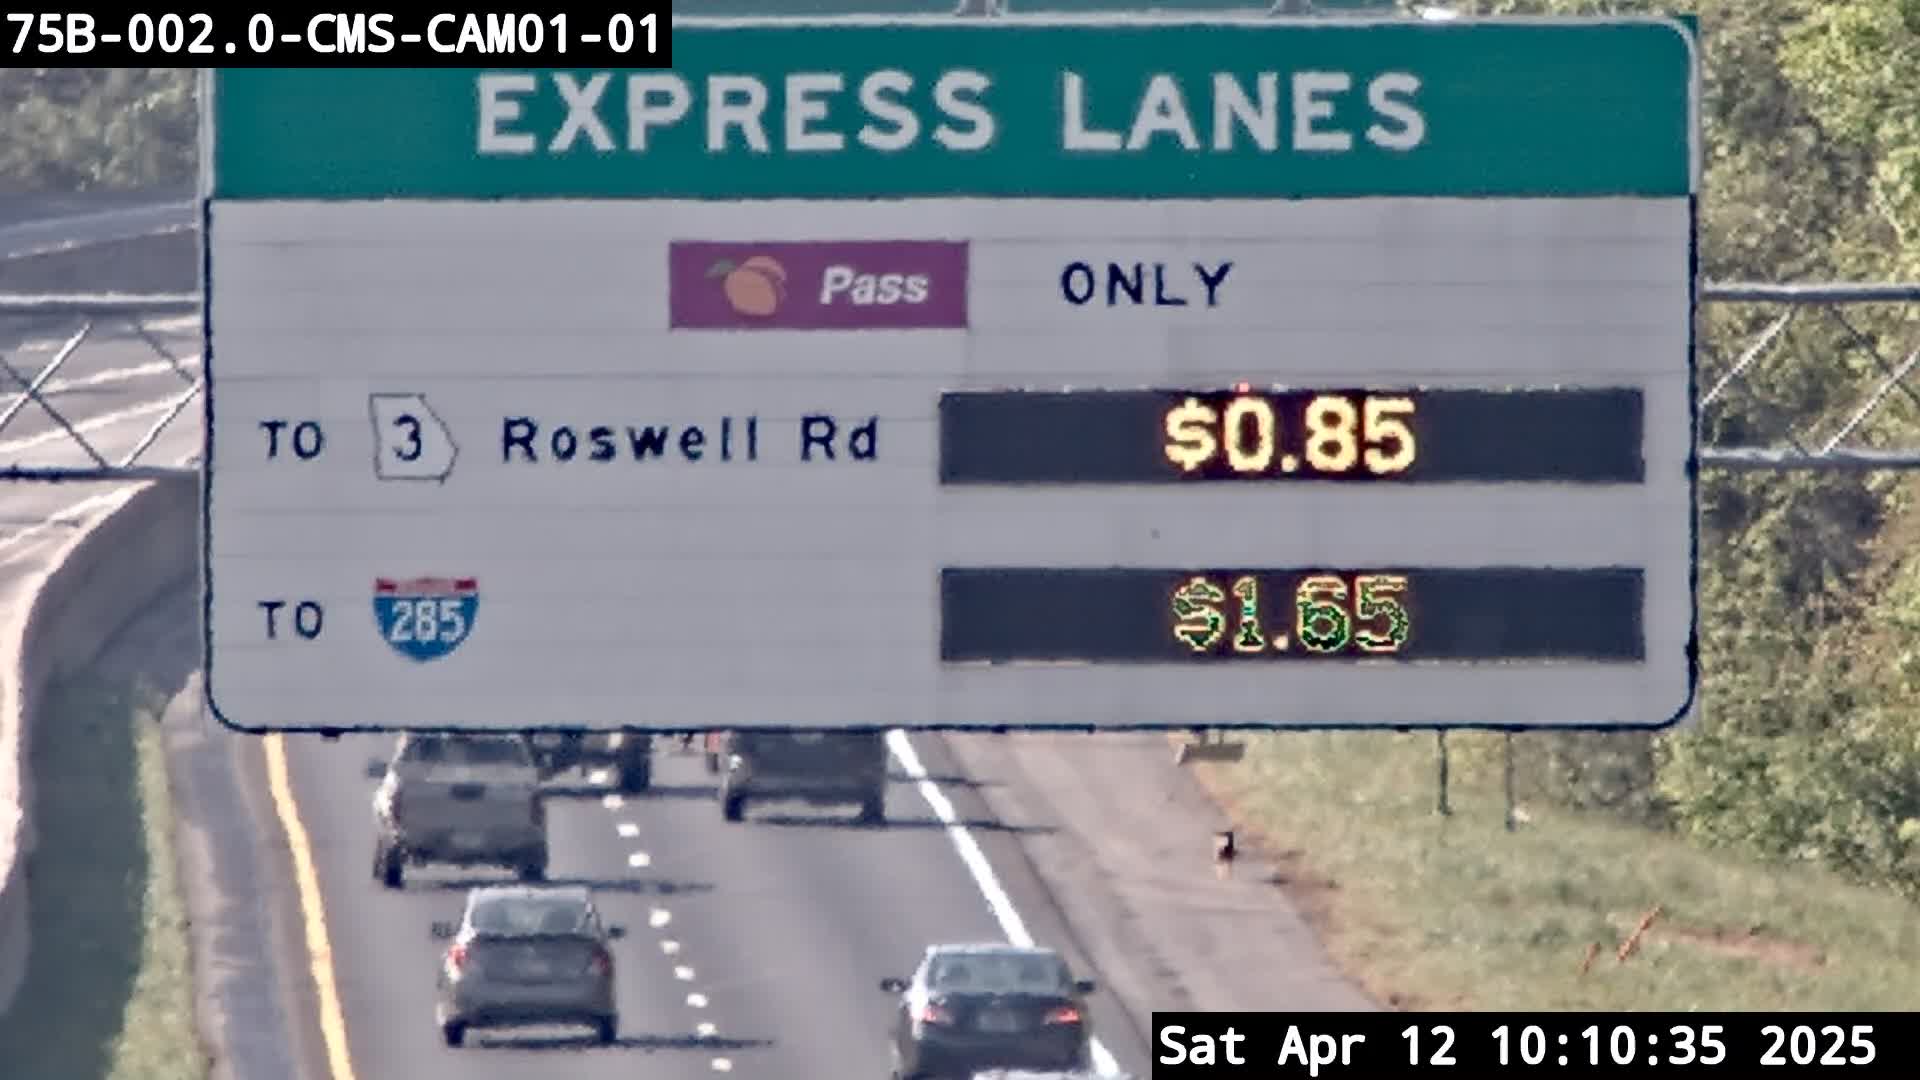 75B-002.0-CMS-CAM01-01
EXPRESS LANES
Pass ONLY
TO 3 Roswell Rd $0.85
TO 285 $1.65
Sat Apr 12 10:10:35 2025